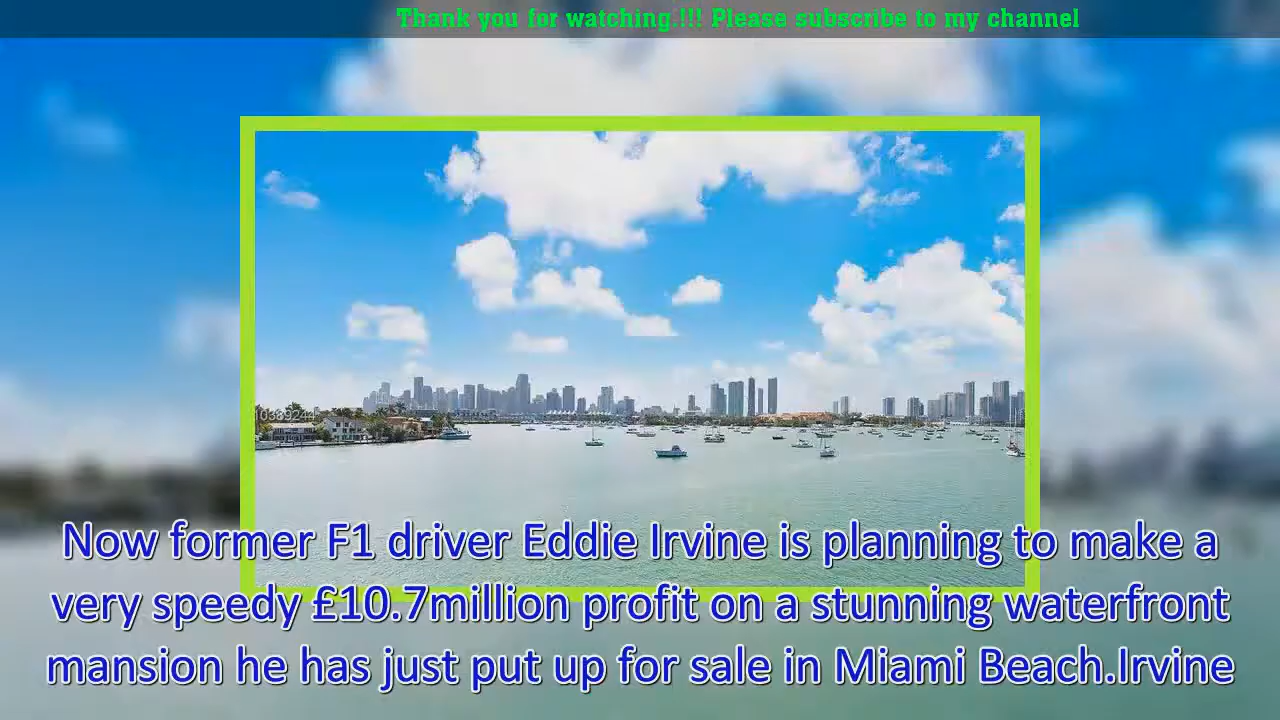 Thank you for watching !!! Please subscribe to my channel
Now former F1 driver Eddie Irvine is planning to make a
very speedy £10.7million profit on a stunning waterfront
mansion he has just put up for sale in Miami Beach.Irvine